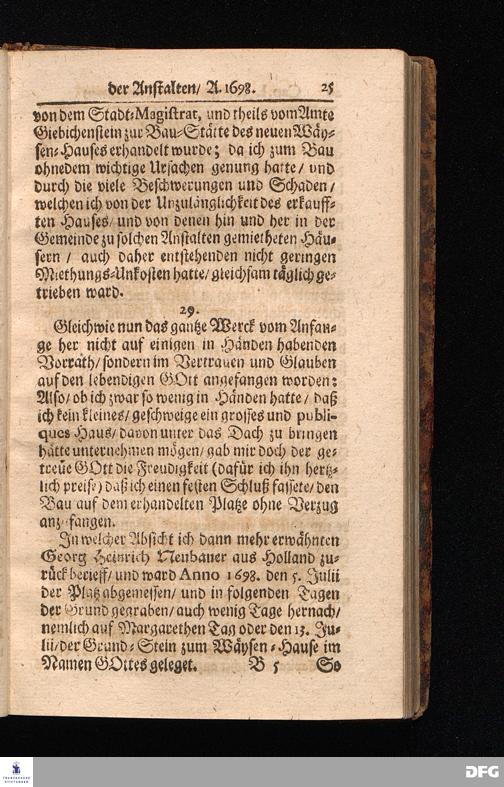 der Anstalten/ A. 1698. 25
von dem Stadt-Magistrat, und theils vom Amte
Giebichenstein zur Bau-Stätte des neuen Wäy-
sen-Hauses erhandelt wurde; da ich zum Bau
ohnedem wichtige Ursachen genung hatte/ und
durch die viele Beschwerungen und Schaden/
welchen ich von der Unzulänglichkeit des erkauff-
ten Hauses/ und von denen hin und her in der
Gemeinde zu solchen Anstalten gemietheten Häu-
sern/ auch daher entstehenden nicht geringen
Miethungs-Unkosten hatte/ gleichsam täglich ge-
trieben ward.
29.
Gleichwie nun das gantze Werck vom Anfan-
ge her nicht auf einigen in Händen habenden
Vorrath/ sondern im Vertrauen und Glauben
auf den lebendigen GOtt angefangen worden:
Also/ ob ich zwar so wenig in Händen hatte/ daß
ich kein kleines/ geschweige ein grosses und publi-
ques Haus/ davon unter das Dach zu bringen
hätte unternehmen mögen/ gab mir doch der ge-
treüe GOtt die Freudigkeit (dafür ich ihn hertz-
lich preise) daß ich einen festen Schluß fassete/ den
Bau auf dem erhandelten Platze ohne Verzug
anzufangen.
In welcher Absicht ich dann mehr erwähnten
Georg Heinrich Neubauer aus Holland zu-
rück berieff/ und ward Anno 1698. den 5. Julii
der Platz abgemessen/ und in folgenden Tagen
der Grund gegraben/ auch wenig Tage hernach/
nemlich auf Margarethen Tag oder den 13. Ju-
lii/ der Grund-Stein zum Wäysen-Hause im
Namen GOttes geleget. B 5 So
FRANCKESCHE
STIFTUNGEN
DFG